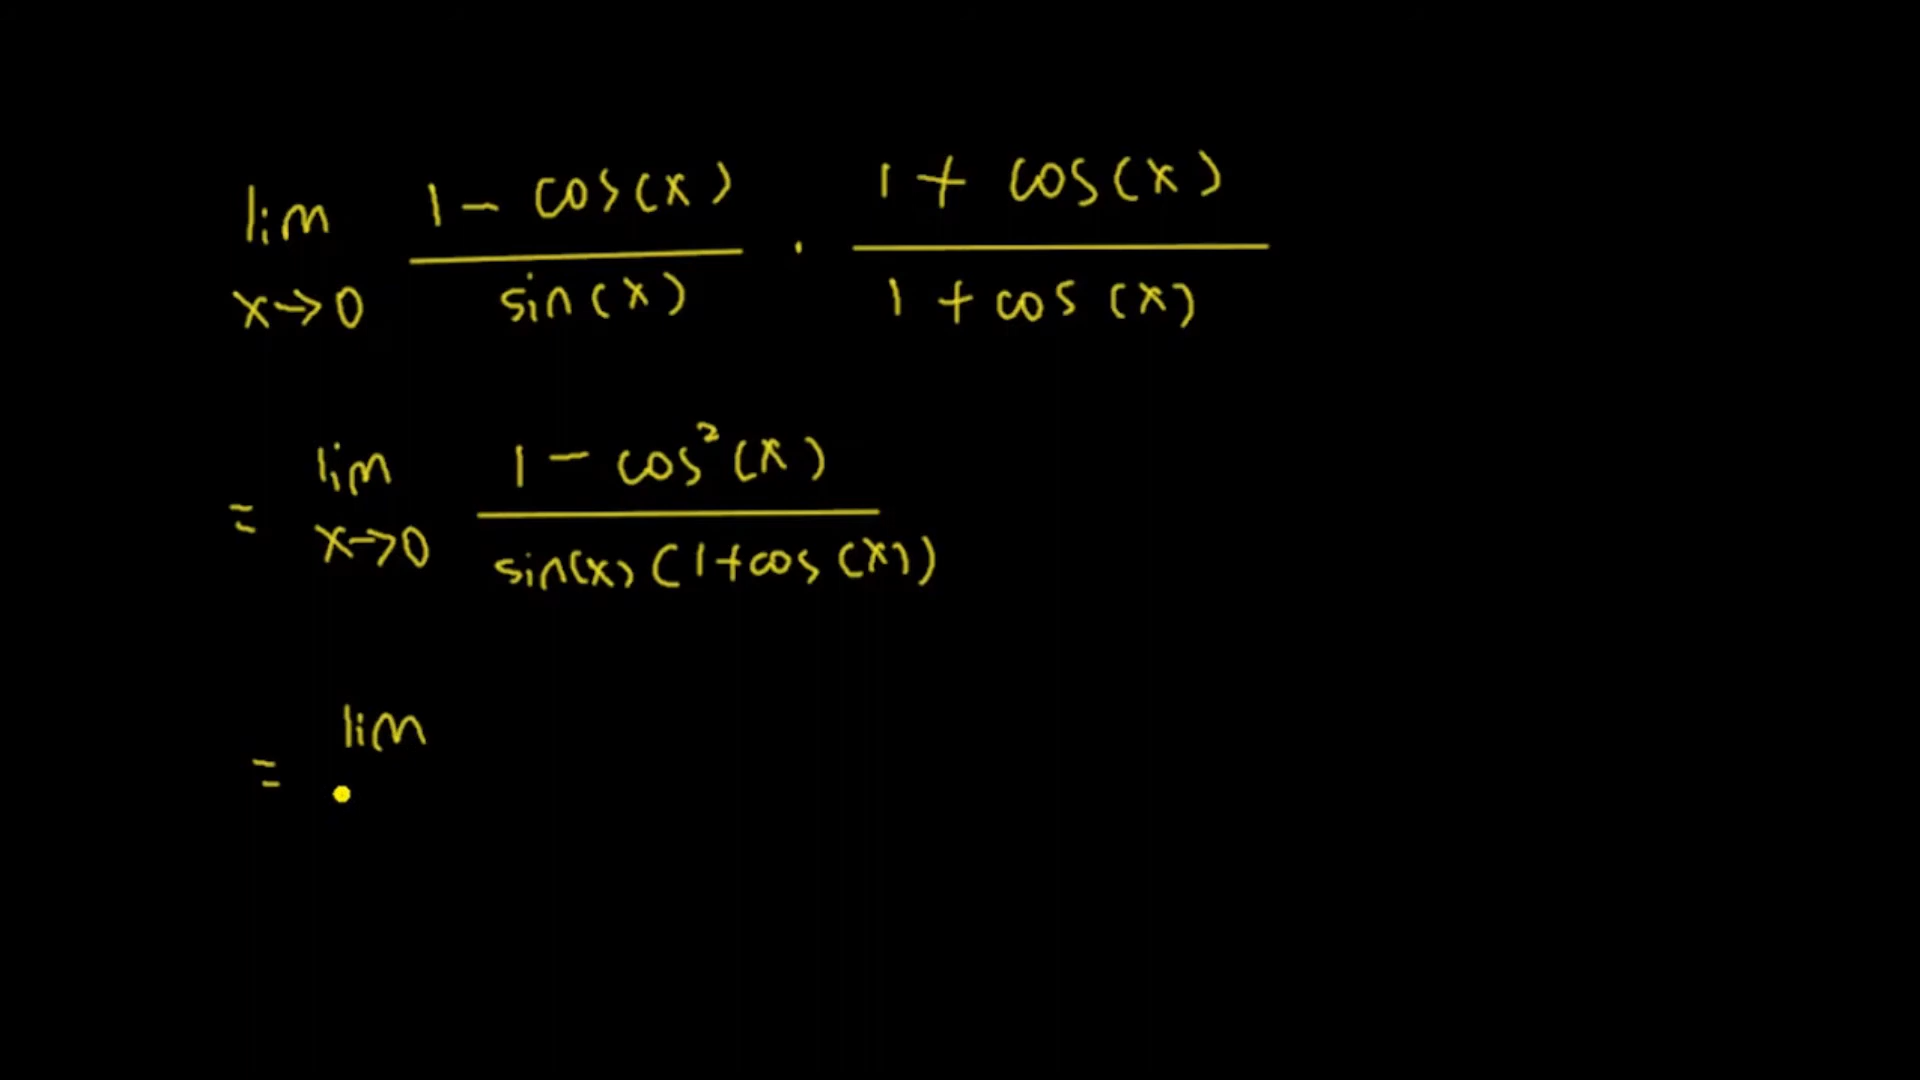 lim x→0 1 - cos(x) / sin(x) · 1 + cos(x) / 1 + cos(x)
= lim x→0 1 - cos²(x) / sin(x)(1+cos(x))
= lim